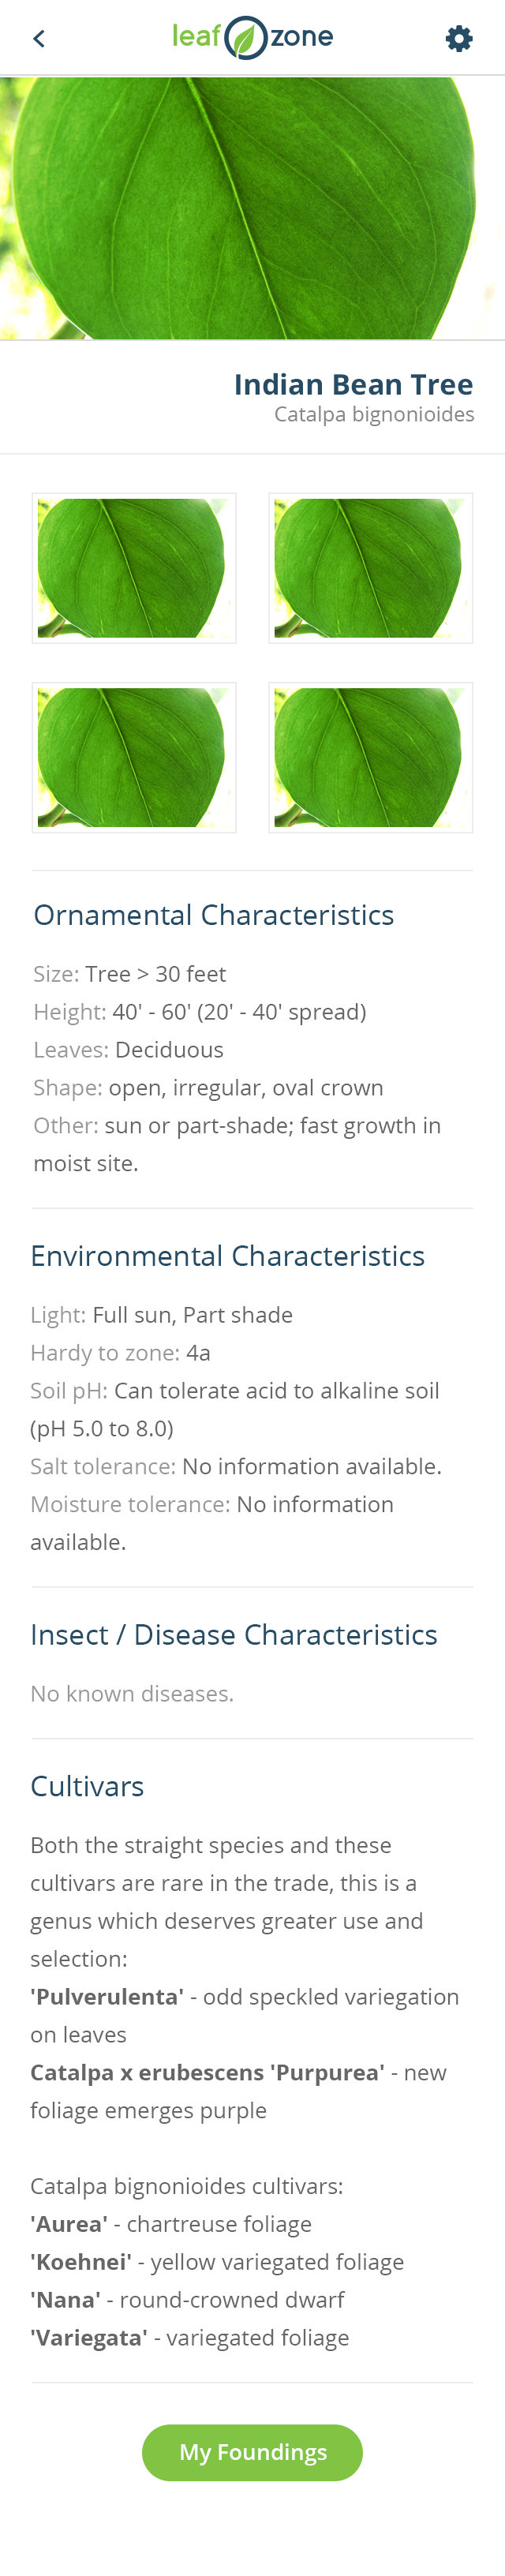 leaf zone
Indian Bean Tree
Catalpa bignonioides
Ornamental Characteristics
Size: Tree > 30 feet
Height: 40' - 60' (20' - 40' spread)
Leaves: Deciduous
Shape: open, irregular, oval crown
Other: sun or part-shade; fast growth in
moist site.
Environmental Characteristics
Light: Full sun, Part shade
Hardy to zone: 4a
Soil pH: Can tolerate acid to alkaline soil
(pH 5.0 to 8.0)
Salt tolerance: No information available.
Moisture tolerance: No information
available.
Insect / Disease Characteristics
No known diseases.
Cultivars
Both the straight species and these
cultivars are rare in the trade, this is a
genus which deserves greater use and
selection:
'Pulverulenta' - odd speckled variegation
on leaves
Catalpa x erubescens 'Purpurea' - new
foliage emerges purple
Catalpa bignonioides cultivars:
'Aurea' - chartreuse foliage
'Koehnei' - yellow variegated foliage
'Nana' - round-crowned dwarf
'Variegata' - variegated foliage
My Foundings